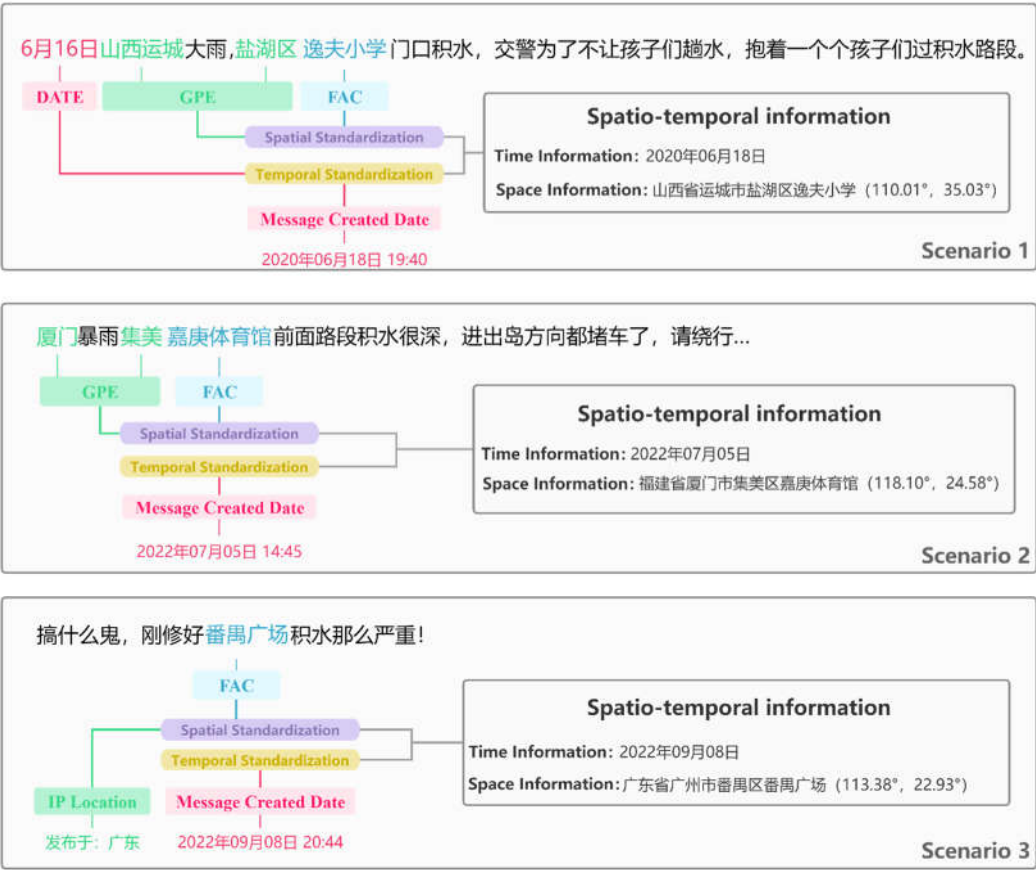 6月16日山西运城大雨,盐湖区 逸夫小学门口积水，交警为了不让孩子们趟水，抱着一个个孩子们过积水路段。
DATE GPE FAC
Spatial Standardization
Temporal Standardization
Message Created Date
2020年06月18日 19:40
Spatio-temporal information
Time Information: 2020年06月18日
Space Information: 山西省运城市盐湖区逸夫小学（110.01°，35.03°）
Scenario 1
厦门暴雨集美 嘉庚体育馆前面路段积水很深，进出岛方向都堵车了，请绕行...
GPE FAC
Spatial Standardization
Temporal Standardization
Message Created Date
2022年07月05日 14:45
Spatio-temporal information
Time Information: 2022年07月05日
Space Information: 福建省厦门市集美区嘉庚体育馆（118.10°，24.58°）
Scenario 2
搞什么鬼，刚修好番禺广场积水那么严重！
FAC
Spatial Standardization
Temporal Standardization
IP Location Message Created Date
发布于：广东 2022年09月08日 20:44
Spatio-temporal information
Time Information: 2022年09月08日
Space Information: 广东省广州市番禺区番禺广场（113.38°，22.93°）
Scenario 3